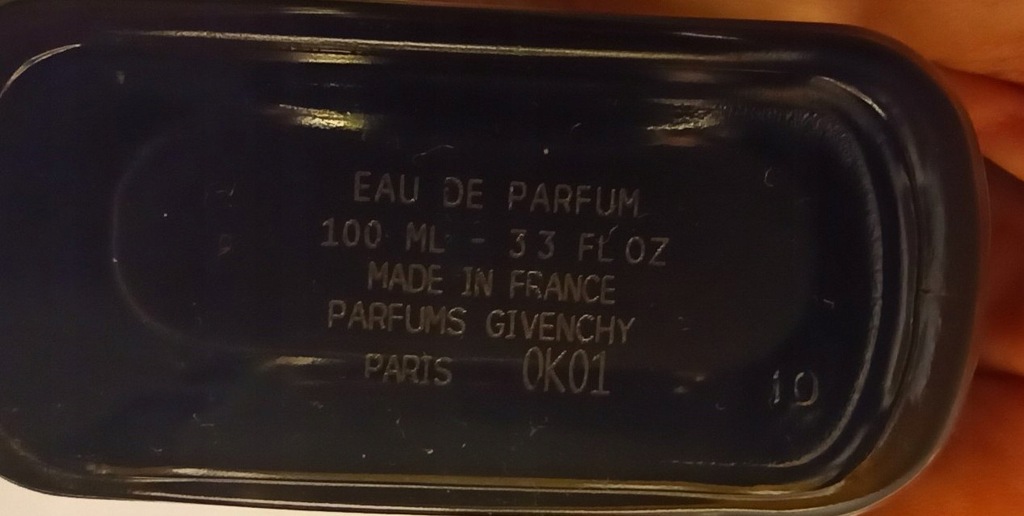 EAU DE PARFUM
100 ML - 3 3 FL OZ
MADE IN FRANCE
PARFUMS GIVENCHY
PARIS 0K01
10